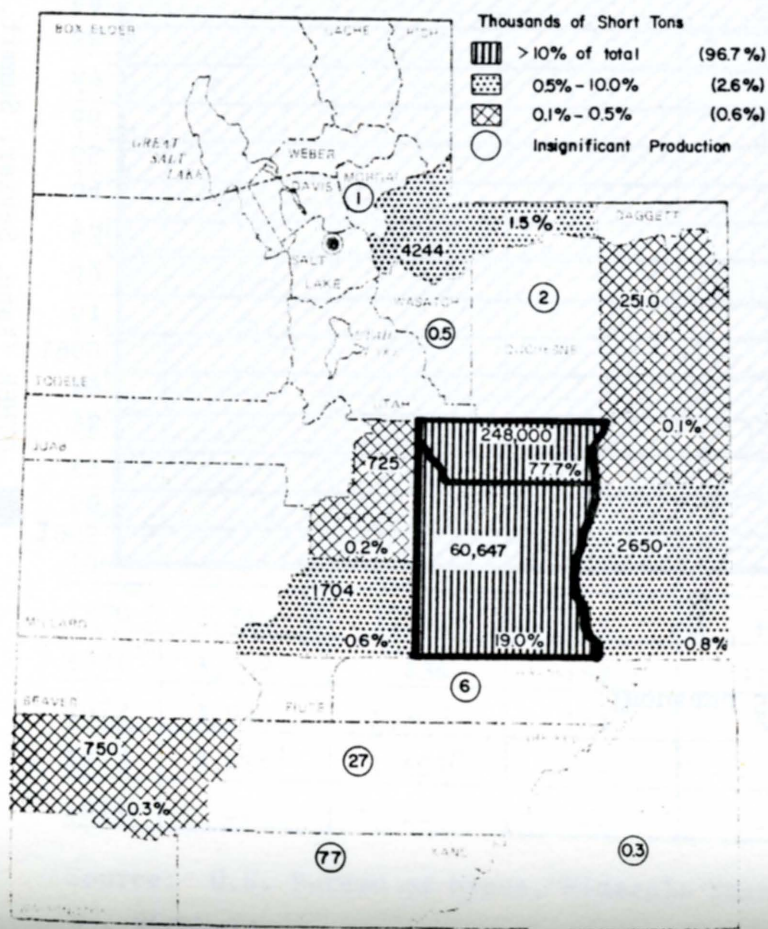 Thousands of Short Tons
>10% of total (96.7%)
0.5%-10.0% (2.6%)
0.1%-0.5% (0.6%)
Insignificant Production
BOX ELDER
CACHE
RICH
GREAT
SALT
LAKE
WEBER
DAVIS
MORGAN
1
1.5%
DAGGETT
4244
SALT
LAKE
WASATCH
2
251.0
0.5
DUCHESNE
TOOELE
UTAH
0.1%
JUAB
248,000
725
77.7%
60,647
2650
0.2%
1704
MILLARD
0.6%
19.0%
0.8%
6
BEAVER
PIUTE
750
27
0.3%
77
KANE
0.3
WASHINGTON